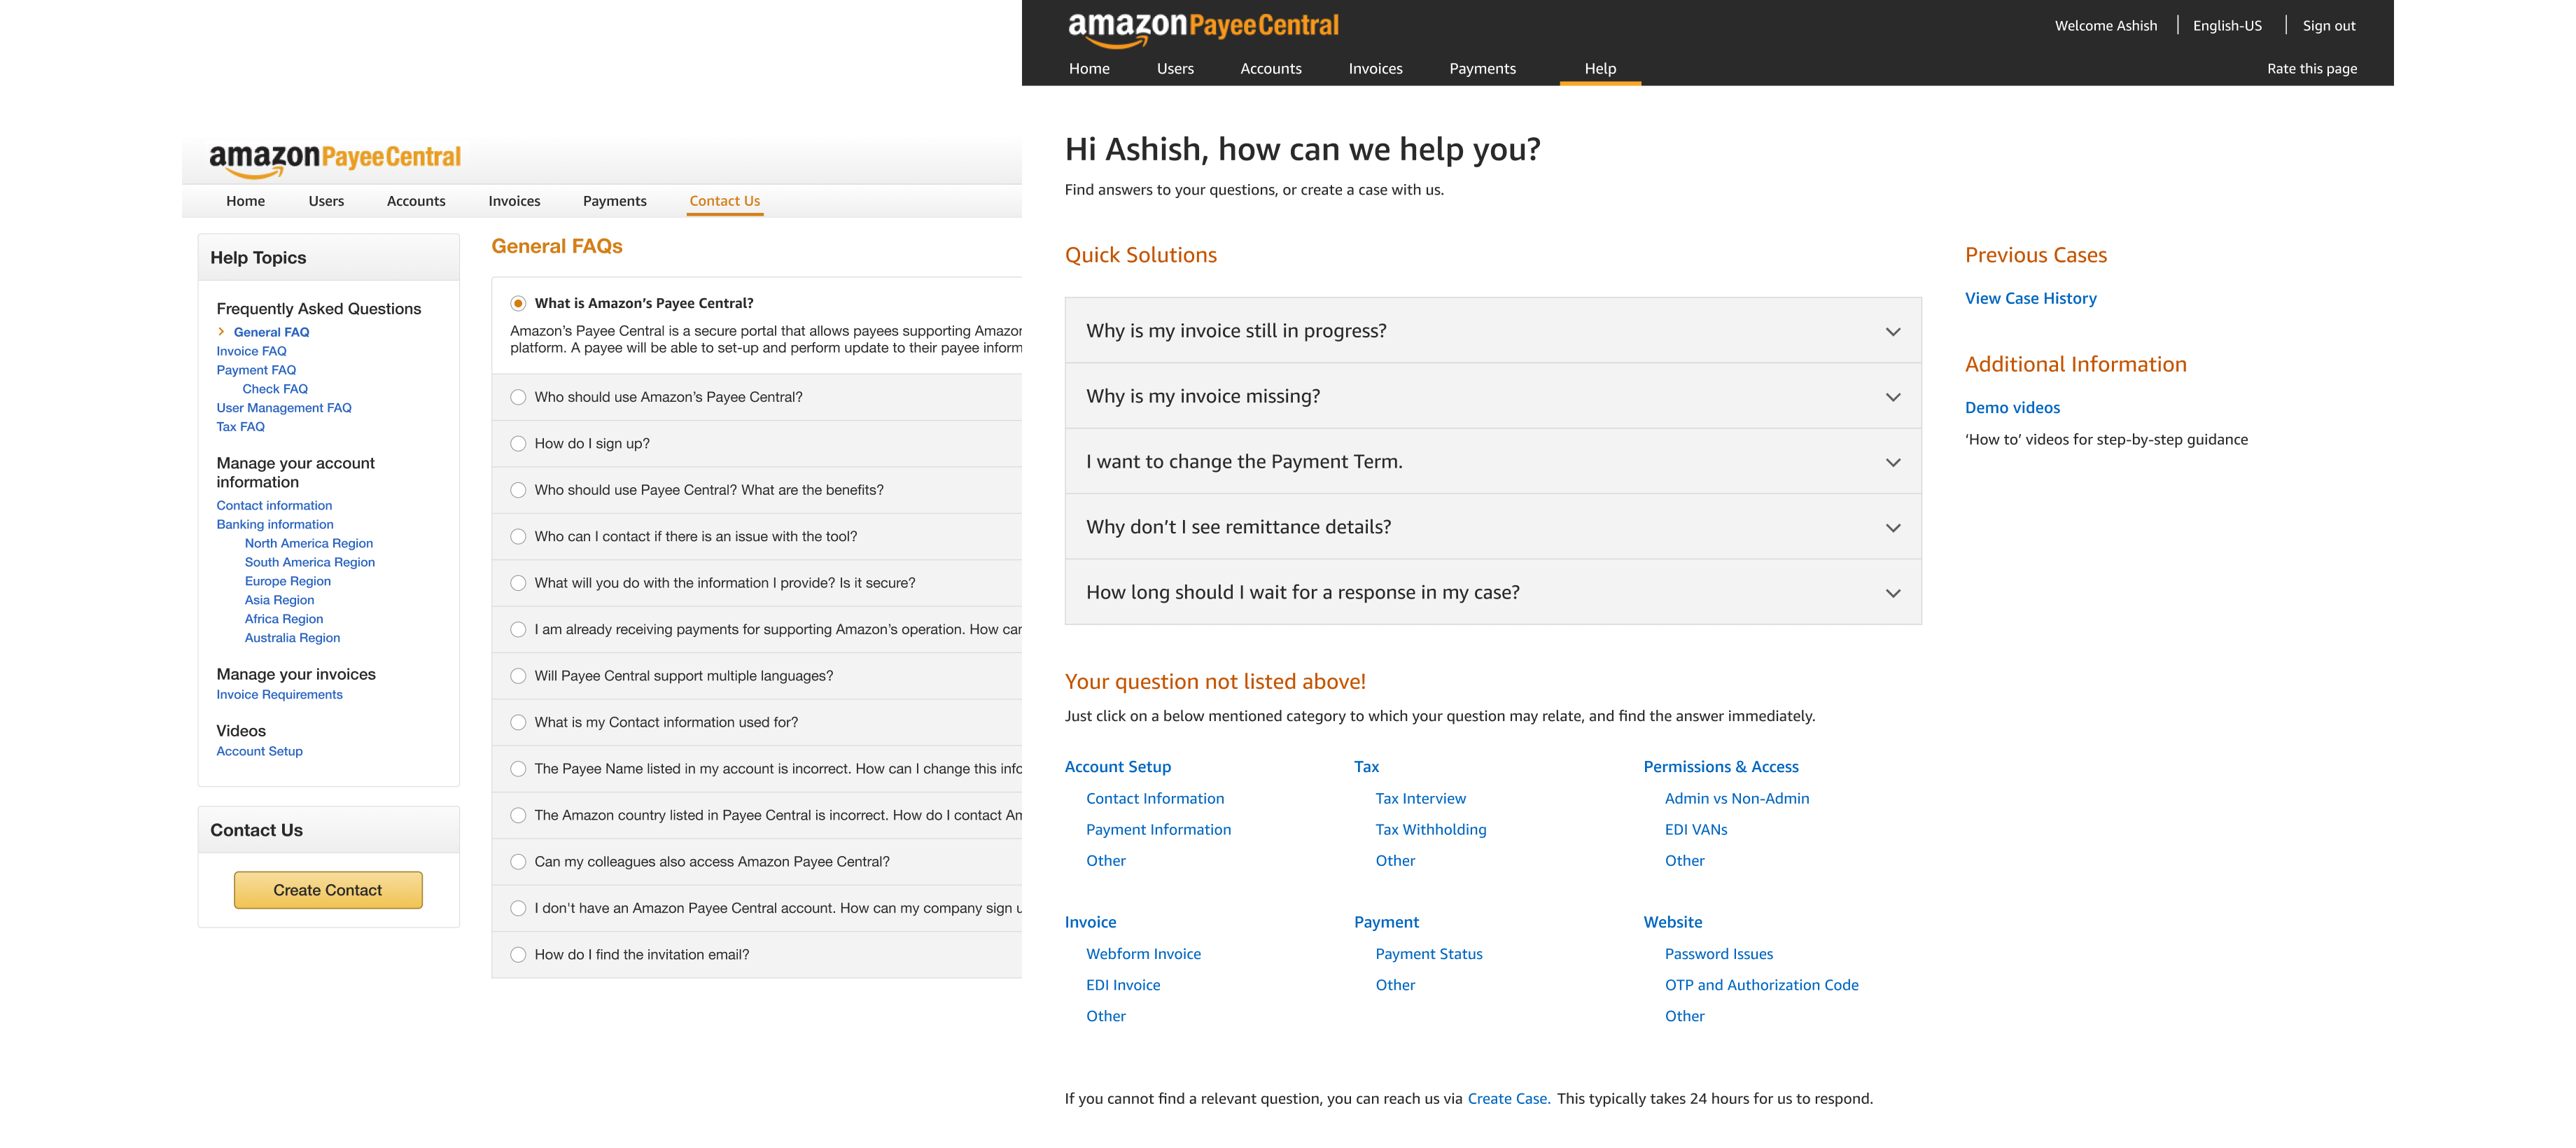 amazonPayeeCentral
Home Users Accounts Invoices Payments Contact Us
Help Topics
Frequently Asked Questions
General FAQ
Invoice FAQ
Payment FAQ
Check FAQ
User Management FAQ
Tax FAQ
Manage your account
information
Contact information
Banking information
North America Region
South America Region
Europe Region
Asia Region
Africa Region
Australia Region
Manage your invoices
Invoice Requirements
Videos
Account Setup
Contact Us
Create Contact
General FAQs
What is Amazon’s Payee Central?
Amazon’s Payee Central is a secure portal that allows payees supporting Amazon
platform. A payee will be able to set-up and perform update to their payee inform
Who should use Amazon’s Payee Central?
How do I sign up?
Who should use Payee Central? What are the benefits?
Who can I contact if there is an issue with the tool?
What will you do with the information I provide? Is it secure?
I am already receiving payments for supporting Amazon’s operation. How can
Will Payee Central support multiple languages?
What is my Contact information used for?
The Payee Name listed in my account is incorrect. How can I change this info
The Amazon country listed in Payee Central is incorrect. How do I contact Am
Can my colleagues also access Amazon Payee Central?
I don't have an Amazon Payee Central account. How can my company sign u
How do I find the invitation email?
amazonPayeeCentral
Welcome Ashish English-US Sign out
Home Users Accounts Invoices Payments Help Rate this page
Hi Ashish, how can we help you?
Find answers to your questions, or create a case with us.
Quick Solutions
Why is my invoice still in progress?
Why is my invoice missing?
I want to change the Payment Term.
Why don’t I see remittance details?
How long should I wait for a response in my case?
Previous Cases
View Case History
Additional Information
Demo videos
‘How to’ videos for step-by-step guidance
Your question not listed above!
Just click on a below mentioned category to which your question may relate, and find the answer immediately.
Account Setup
Contact Information
Payment Information
Other
Tax
Tax Interview
Tax Withholding
Other
Permissions & Access
Admin vs Non-Admin
EDI VANs
Other
Invoice
Webform Invoice
EDI Invoice
Other
Payment
Payment Status
Other
Website
Password Issues
OTP and Authorization Code
Other
If you cannot find a relevant question, you can reach us via Create Case. This typically takes 24 hours for us to respond.